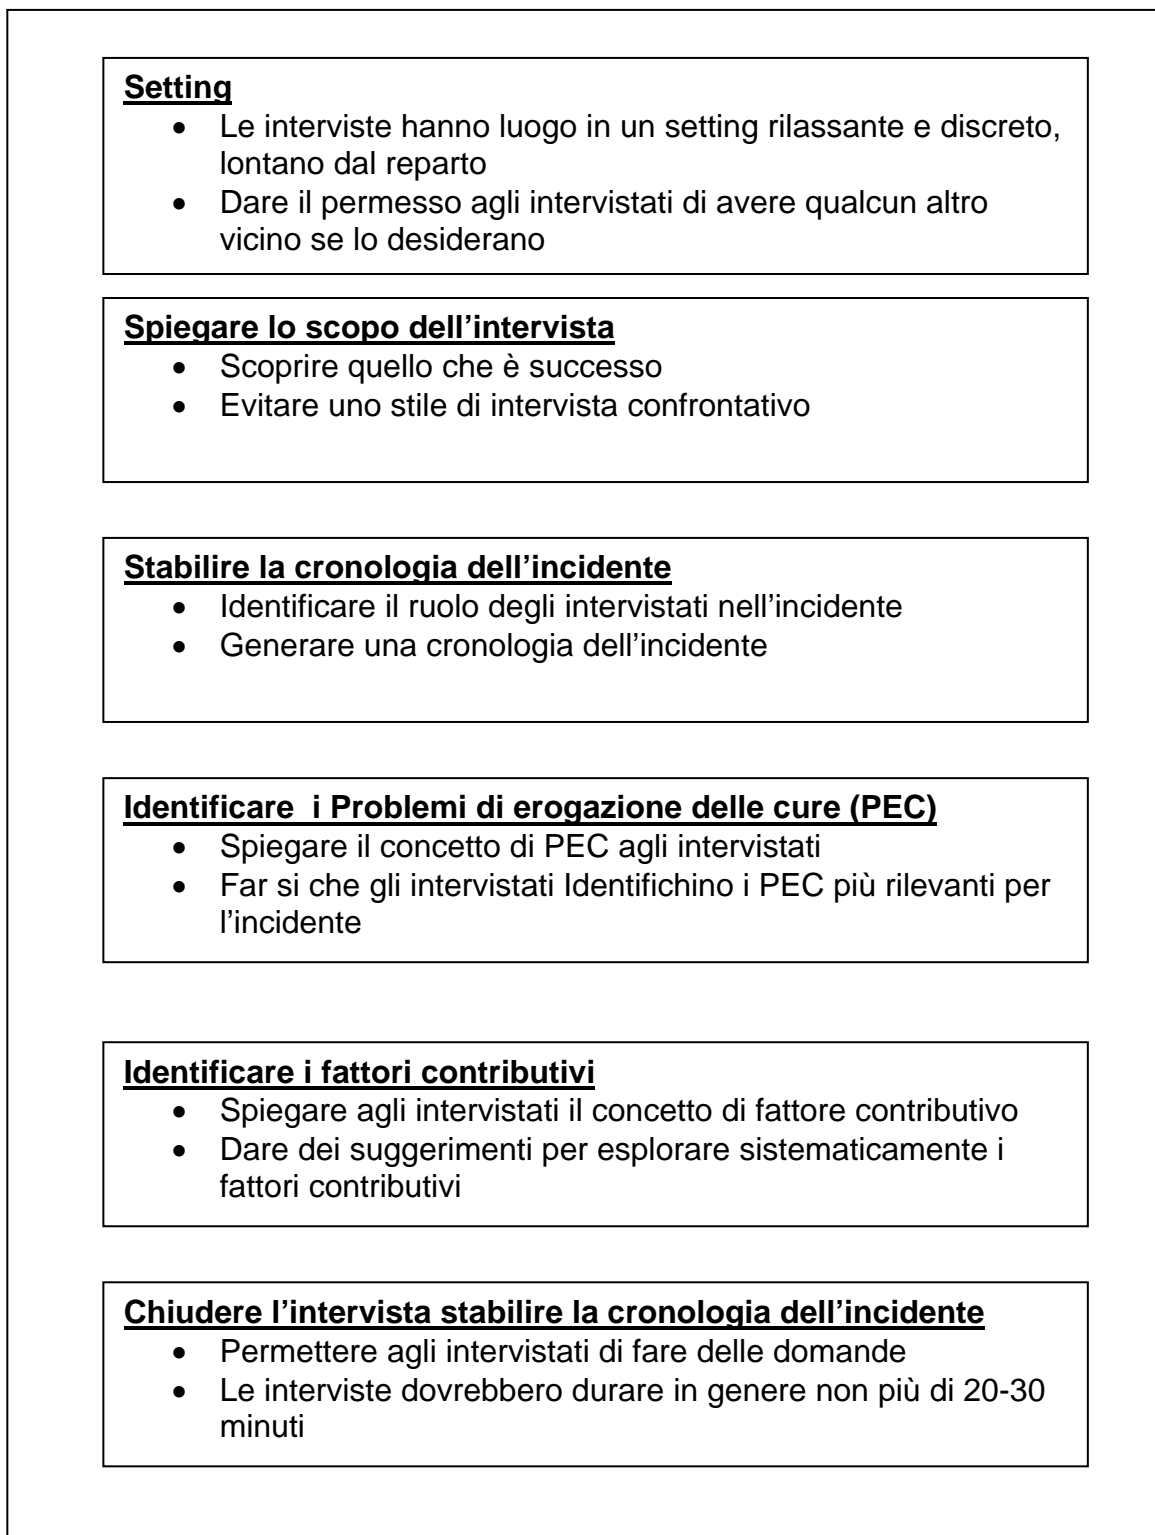 Setting
• Le interviste hanno luogo in un setting rilassante e discreto,
lontano dal reparto
• Dare il permesso agli intervistati di avere qualcun altro
vicino se lo desiderano
Spiegare lo scopo dell’intervista
• Scoprire quello che è successo
• Evitare uno stile di intervista confrontativo
Stabilire la cronologia dell’incidente
• Identificare il ruolo degli intervistati nell’incidente
• Generare una cronologia dell’incidente
Identificare  i Problemi di erogazione delle cure (PEC)
• Spiegare il concetto di PEC agli intervistati
• Far si che gli intervistati Identifichino i PEC più rilevanti per
l’incidente
Identificare i fattori contributivi
• Spiegare agli intervistati il concetto di fattore contributivo
• Dare dei suggerimenti per esplorare sistematicamente i
fattori contributivi
Chiudere l’intervista stabilire la cronologia dell’incidente
• Permettere agli intervistati di fare delle domande
• Le interviste dovrebbero durare in genere non più di 20-30
minuti